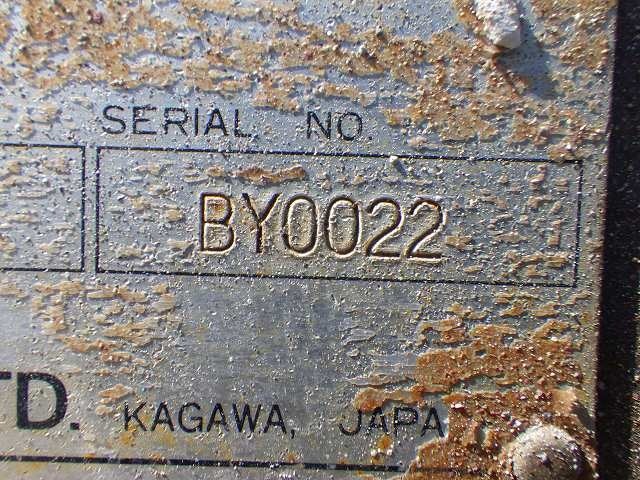 SERIAL NO.
BY0022
TD. KAGAWA, JAPA